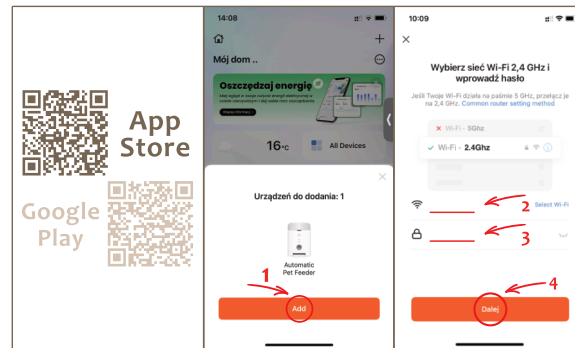 App
Store
Google
Play
14:08
Mój dom ..
Oszczędzaj energię
16°C
All Devices
Urządzeń do dodania: 1
Automatic
Pet Feeder
1
Add
10:09
Wybierz sieć Wi-Fi 2,4 GHz i
wprowadź hasło
Jeśli Twoje Wi-Fi działa na paśmie 5 GHz, przełącz je
na 2,4 GHz. Common router setting method
Wi-Fi - 5Ghz
Wi-Fi - 2.4Ghz
2
Select Wi-Fi
3
4
Dalej